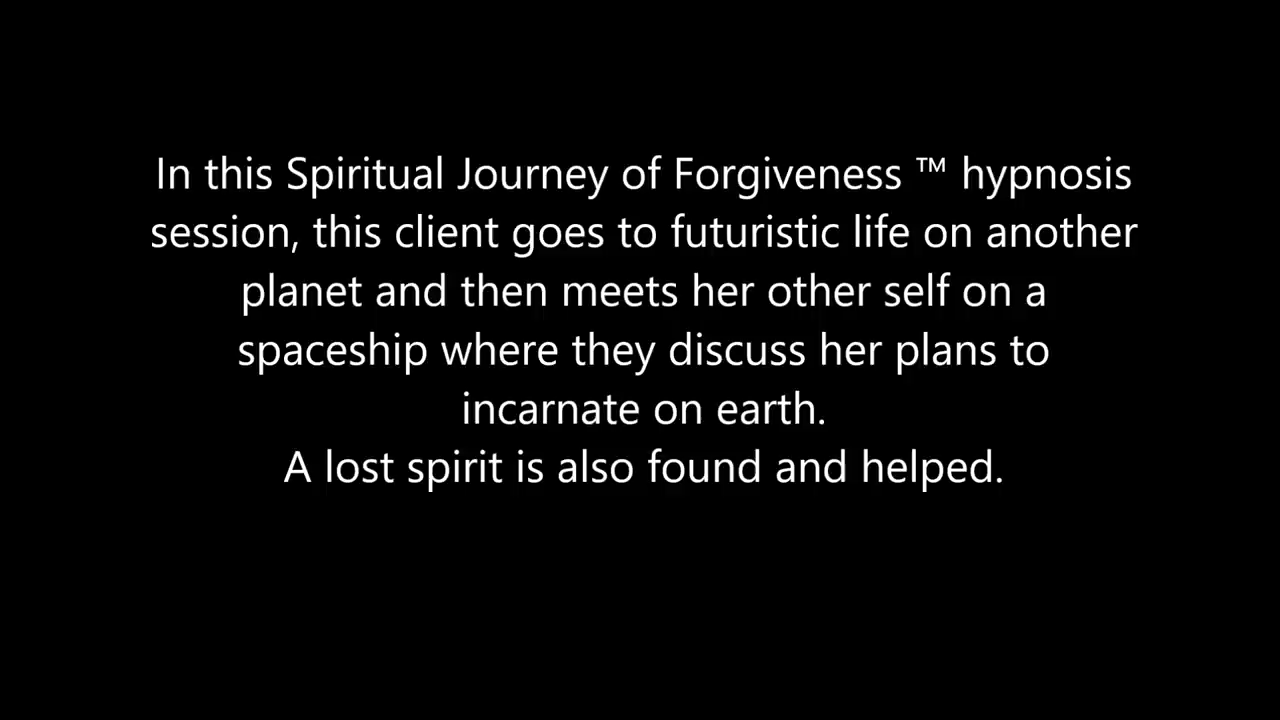 In this Spiritual Journey of Forgiveness ™ hypnosis
session, this client goes to futuristic life on another
planet and then meets her other self on a
spaceship where they discuss her plans to
incarnate on earth.
A lost spirit is also found and helped.